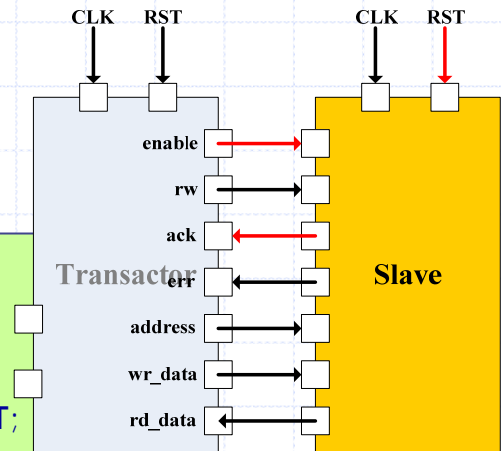 CLK RST CLK RST
enable
rw
ack
Transactor err Slave
address
wr_data
rd_data
T;